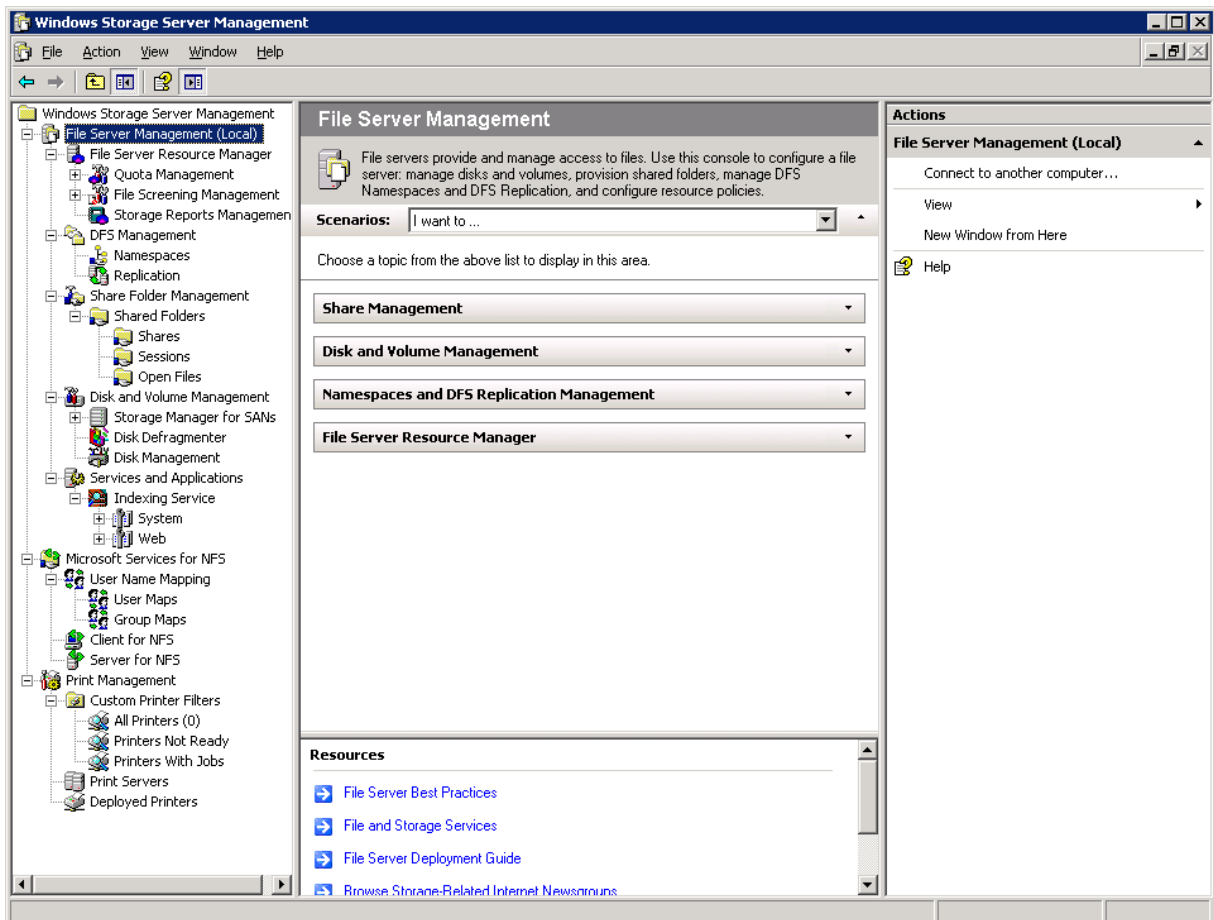 Windows Storage Server Management
File Action View Window Help
Windows Storage Server Management
File Server Management (Local)
File Server Resource Manager
Quota Management
File Screening Management
Storage Reports Managemen
DFS Management
Namespaces
Replication
Share Folder Management
Shared Folders
Shares
Sessions
Open Files
Disk and Volume Management
Storage Manager for SANs
Disk Defragmenter
Disk Management
Services and Applications
Indexing Service
System
Web
Microsoft Services for NFS
User Name Mapping
User Maps
Group Maps
Client for NFS
Server for NFS
Print Management
Custom Printer Filters
All Printers (0)
Printers Not Ready
Printers With Jobs
Print Servers
Deployed Printers
File Server Management
File servers provide and manage access to files. Use this console to configure a file
server: manage disks and volumes, provision shared folders, manage DFS
Namespaces and DFS Replication, and configure resource policies.
Scenarios: I want to ...
Choose a topic from the above list to display in this area.
Share Management
Disk and Volume Management
Namespaces and DFS Replication Management
File Server Resource Manager
Resources
File Server Best Practices
File and Storage Services
File Server Deployment Guide
Browse Storage-Related Internet Newsgroups
Actions
File Server Management (Local)
Connect to another computer...
View
New Window from Here
Help